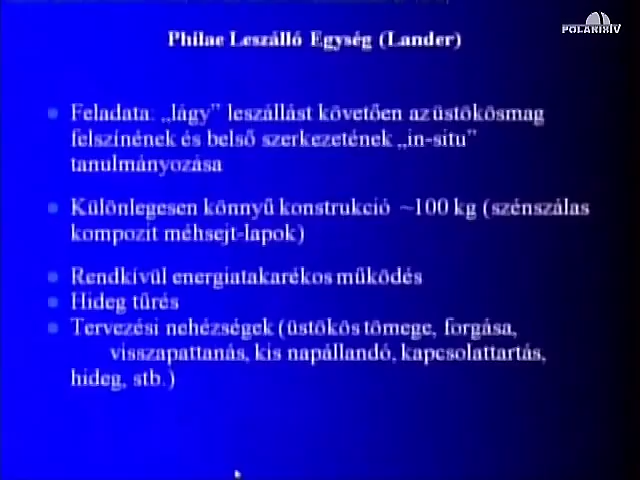 Philae Leszálló Egység (Lander)
POLARIXIV
Feladata: „lágy” leszállást követően az üstökösmag
felszínének és belső szerkezetének „in-situ”
tanulmányozása
Különlegesen könnyű konstrukció ~100 kg (szénszálas
kompozit méhsejt-lapok)
Rendkívül energiatakarékos működés
Hideg tűrés
Tervezési nehézségek (üstökös tömege, forgása,
visszapattanás, kis napállandó, kapcsolattartás,
hideg, stb.)